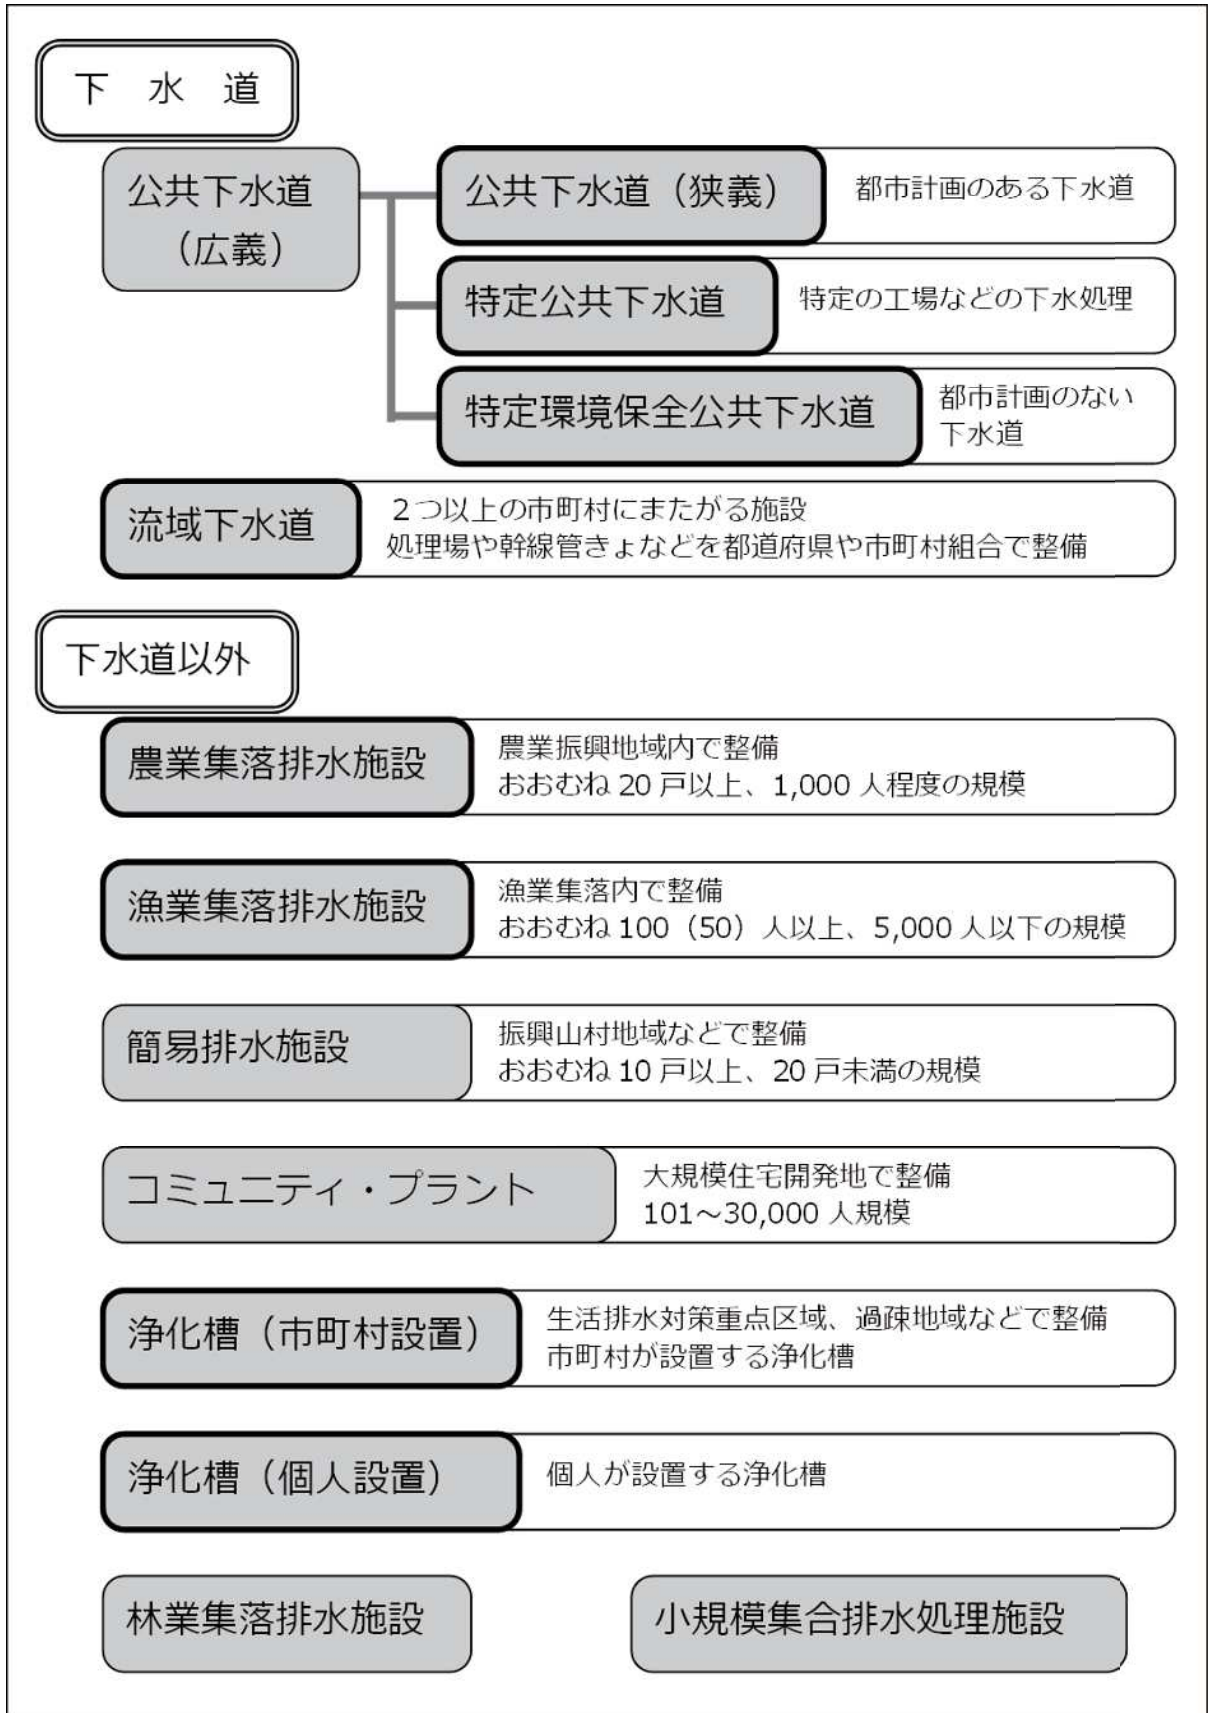 下 水 道
公共下水道
（広義）
公共下水道（狭義）
都市計画のある下水道
特定公共下水道
特定の工場などの下水処理
特定環境保全公共下水道
都市計画のない
下水道
流域下水道
２つ以上の市町村にまたがる施設
処理場や幹線管きょなどを都道府県や市町村組合で整備
下水道以外
農業集落排水施設
農業振興地域内で整備
おおむね 20 戸以上、1,000 人程度の規模
漁業集落排水施設
漁業集落内で整備
おおむね 100（50）人以上、5,000 人以下の規模
簡易排水施設
振興山村地域などで整備
おおむね 10 戸以上、20 戸未満の規模
コミュニティ・プラント
大規模住宅開発地で整備
101～30,000 人規模
浄化槽（市町村設置）
生活排水対策重点区域、過疎地域などで整備
市町村が設置する浄化槽
浄化槽（個人設置）
個人が設置する浄化槽
林業集落排水施設
小規模集合排水処理施設